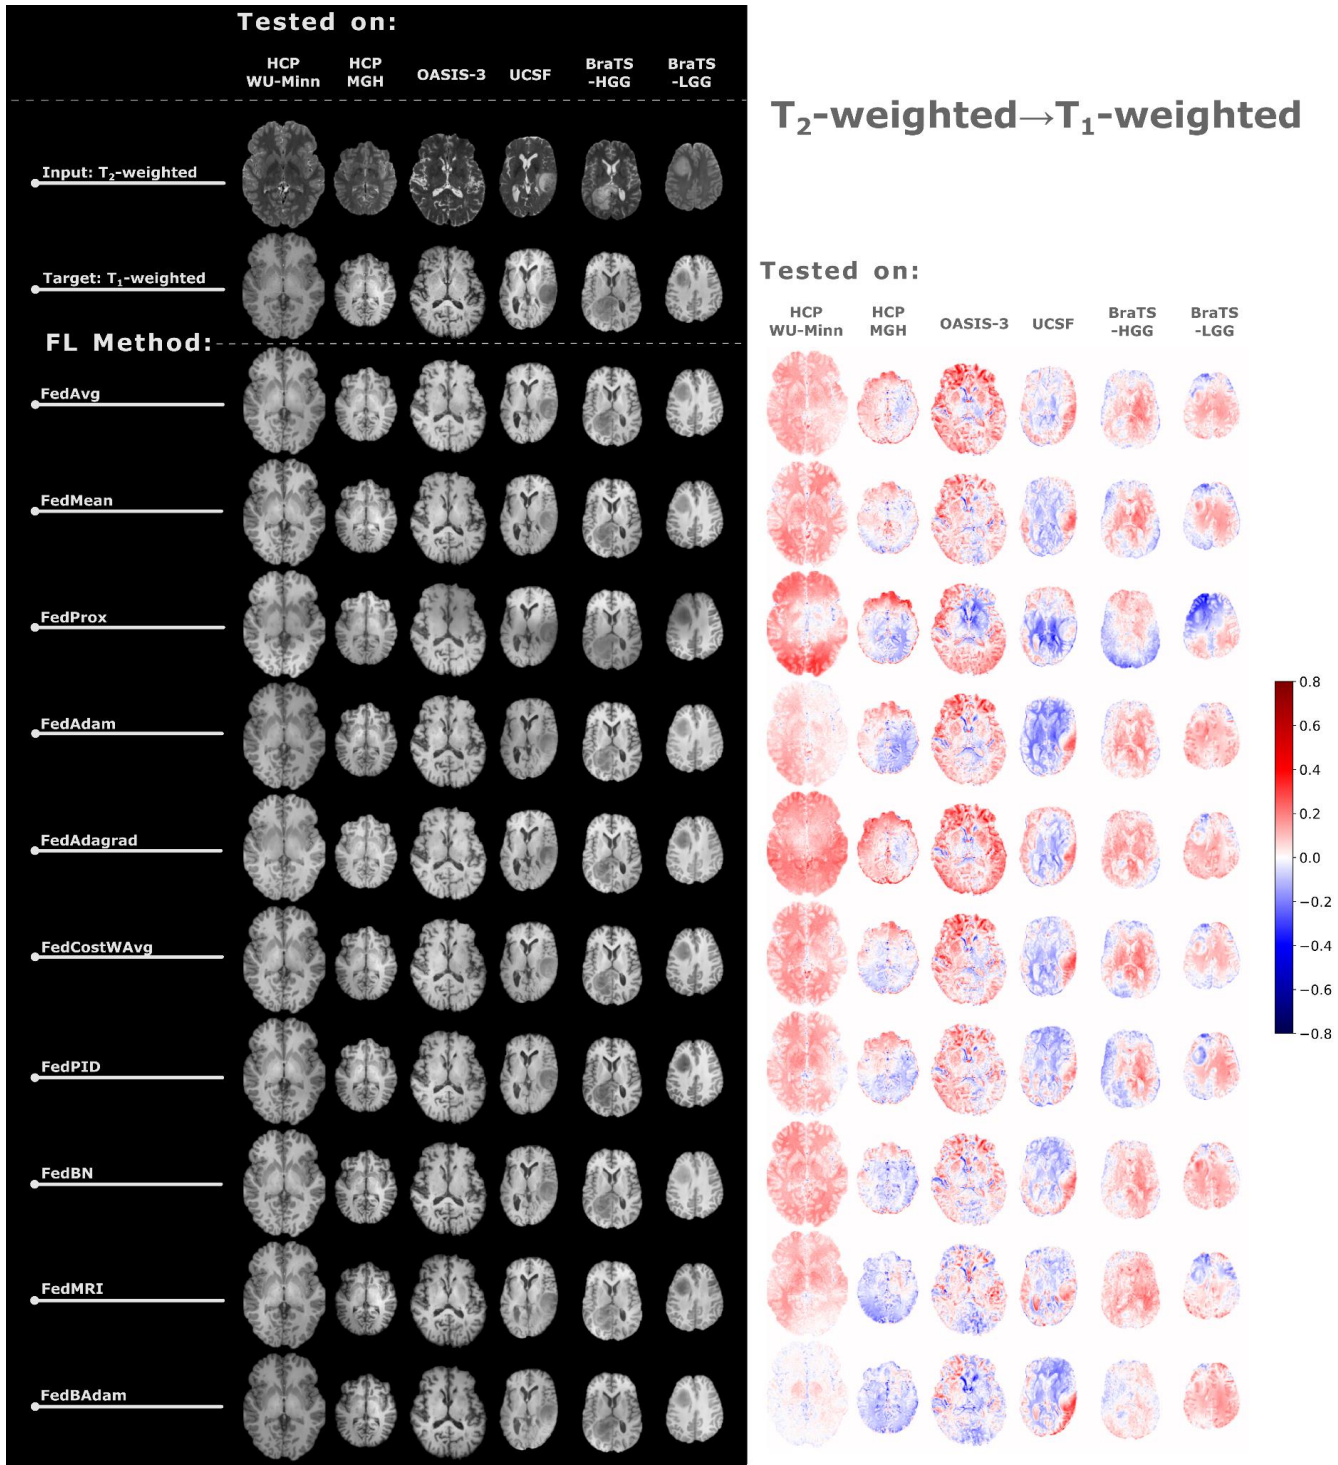 Tested on:
HCP WU-Minn
HCP MGH
OASIS-3
UCSF
BraTS -HGG
BraTS -LGG
T₂-weighted→T₁-weighted
Input: T₂-weighted
Target: T₁-weighted
FL Method:
Tested on:
HCP WU-Minn
HCP MGH
OASIS-3
UCSF
BraTS -HGG
BraTS -LGG
FedAvg
FedMean
FedProx
FedAdam
FedAdagrad
FedCostWAvg
FedPID
FedBN
FedMRI
FedBAdam
0.8
0.6
0.4
0.2
0.0
−0.2
−0.4
−0.6
−0.8